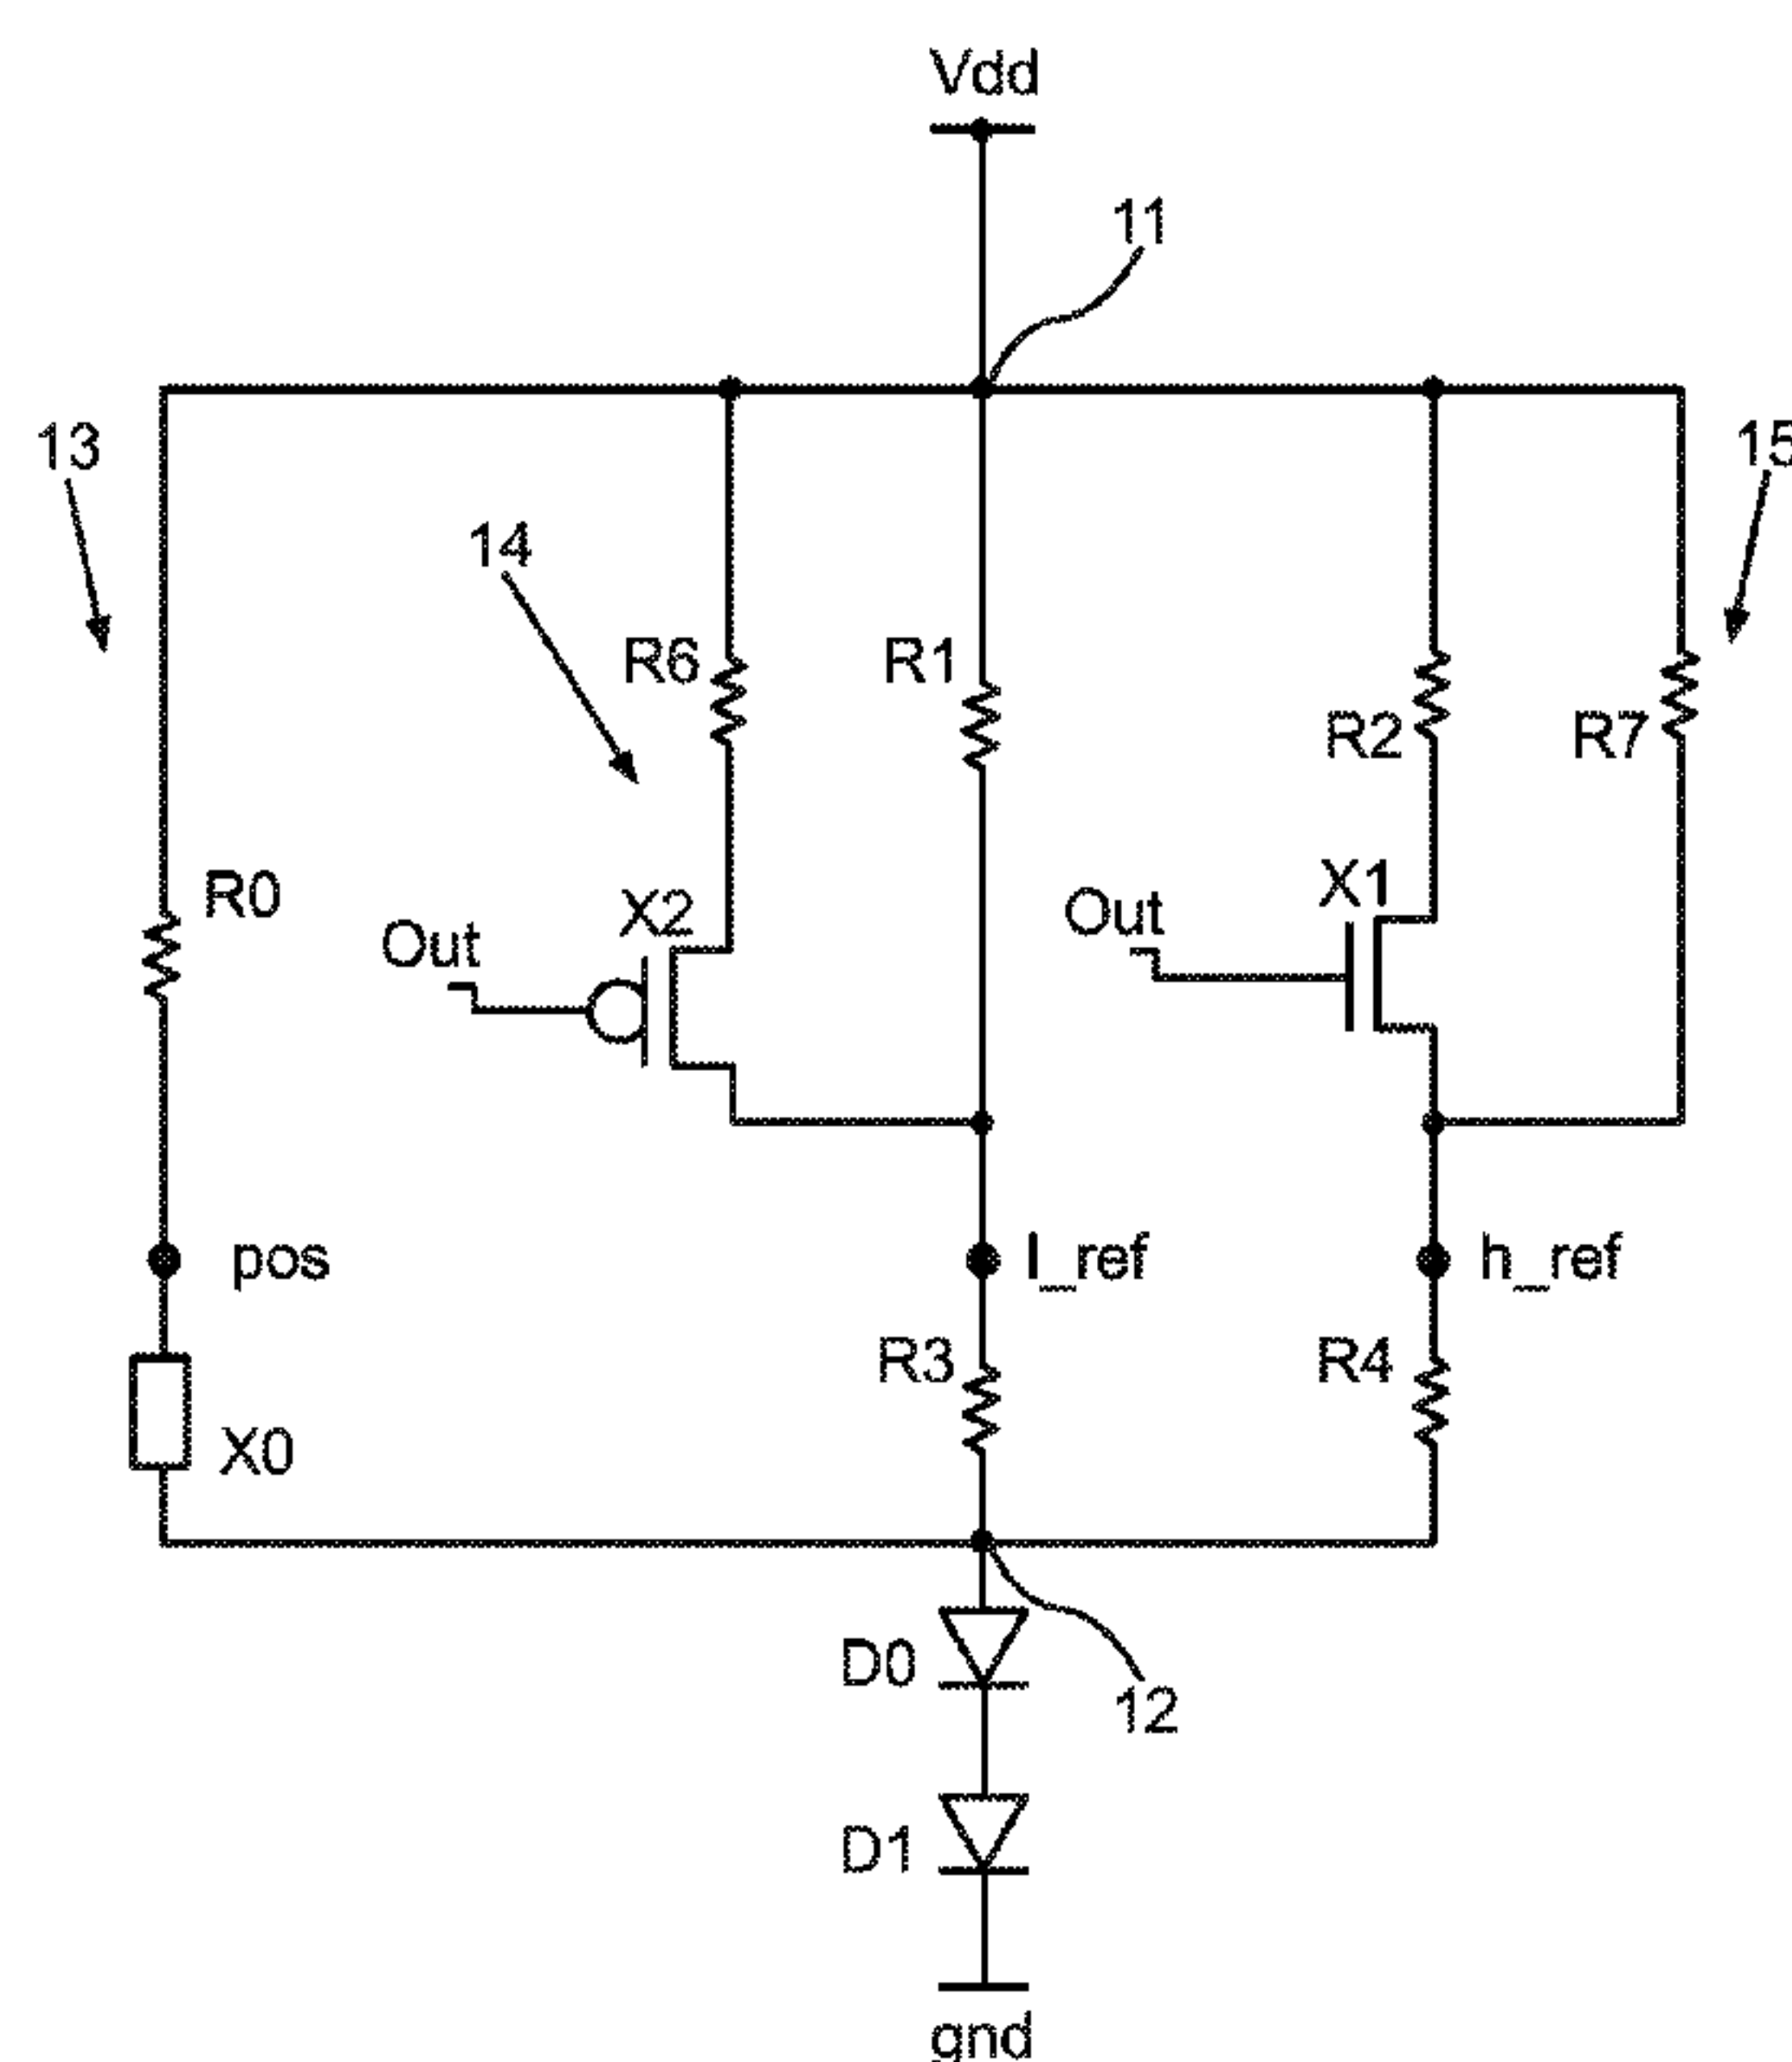 Vdd
11
13
15
14
R6
R1
R2
R7
R0
X2
X1
Out
Out
pos
l_ref
h_ref
R3
R4
X0
D0
12
D1
gnd